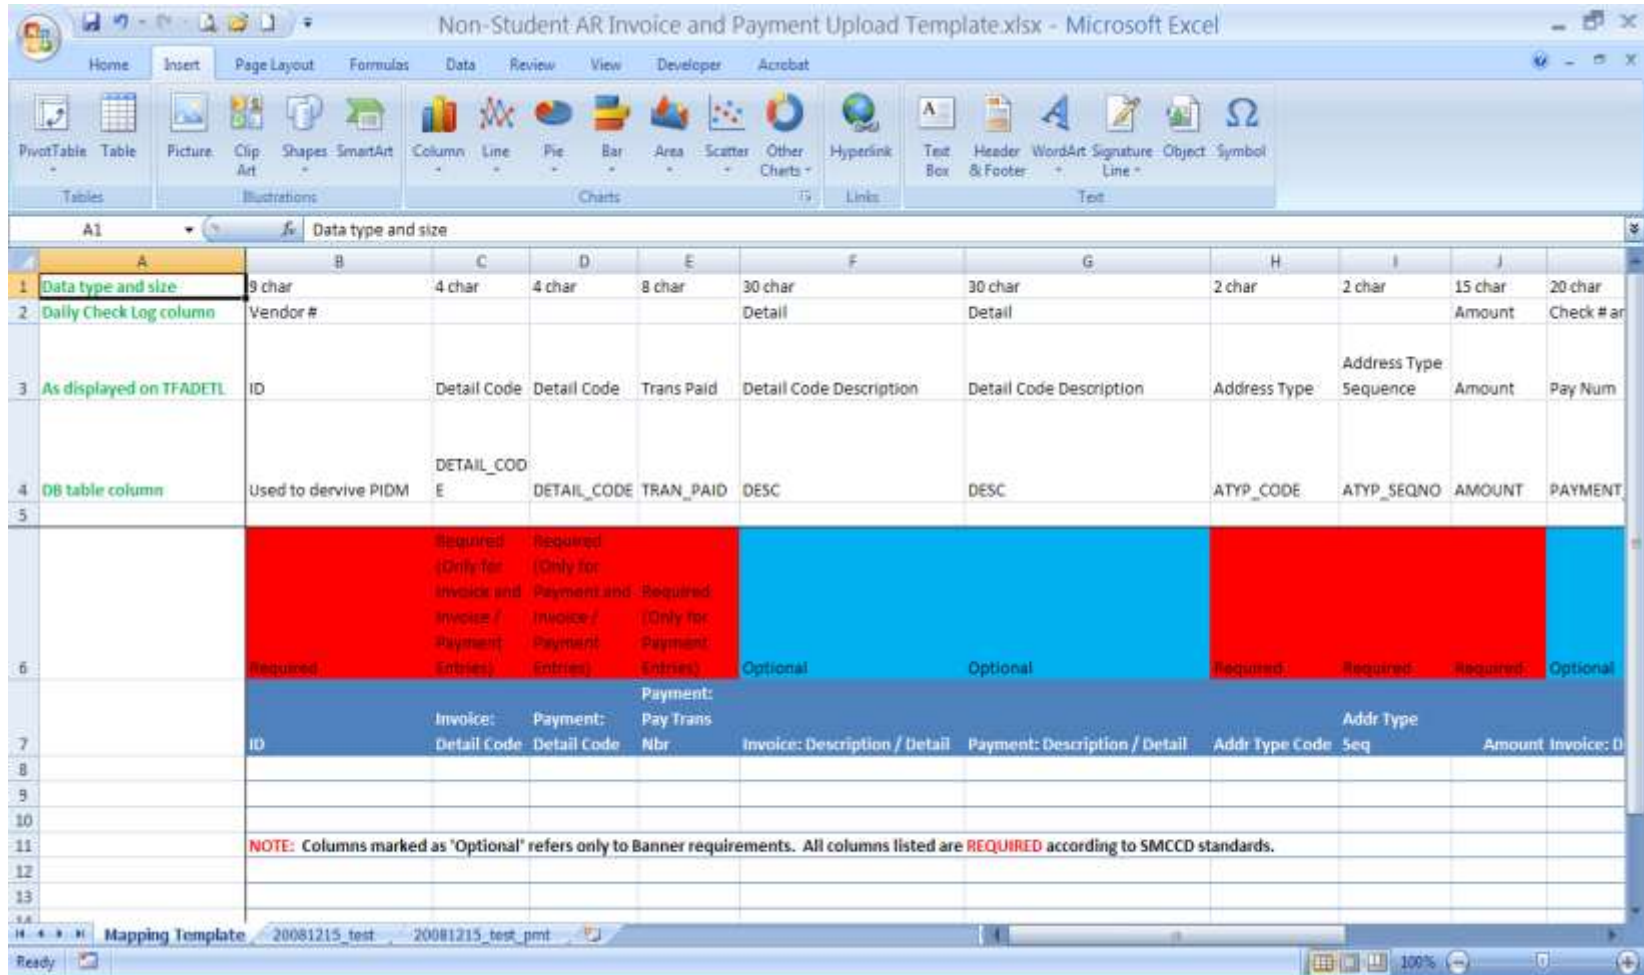 Non-Student AR Invoice and Payment Upload Template.xlsx - Microsoft Excel
Home Insert Page Layout Formulas Data Review View Developer Acrobat
PivotTable Table Picture Clip Art Shapes SmartArt Column Line Pie Bar Area Scatter Other Charts Hyperlink Text Box Header & Footer WordArt Signature Line Object Symbol
Tables Illustrations Charts Links Text
A1 fx Data type and size
A B C D E F G H I J
1 Data type and size 9 char 4 char 4 char 8 char 30 char 30 char 2 char 2 char 15 char 20 char
2 Daily Check Log column Vendor # Detail Detail Amount Check # ar
3 As displayed on TFADETL ID Detail Code Detail Code Trans Paid Detail Code Description Detail Code Description Address Type Address Type Sequence Amount Pay Num
4 DB table column Used to dervive PIDM DETAIL_CODE DETAIL_CODE TRAN_PAID DESC DESC ATYP_CODE ATYP_SEQNO AMOUNT PAYMENT_
5
6 Required Required (Only for Invoice and Invoice / Payment Entries) Required (Only for Payment and Invoice / Payment Entries) Required (Only for Payment Entries) Optional Optional Required Required Required Optional
7 ID Invoice: Detail Code Payment: Detail Code Payment: Pay Trans Nbr Invoice: Description / Detail Payment: Description / Detail Addr Type Code Addr Type Seq Amount Invoice: D
8
9
10
11 NOTE: Columns marked as "Optional" refers only to Banner requirements. All columns listed are REQUIRED according to SMCCD standards.
12
13
14
Mapping Template 20081215_test 20081215_test_pmt
Ready 100%